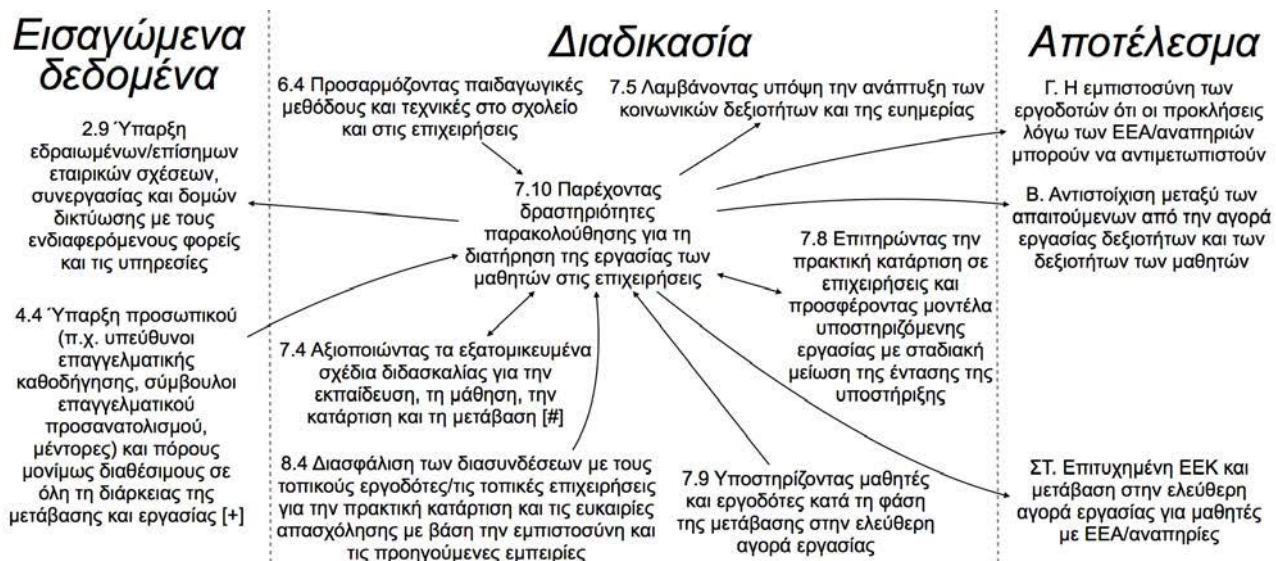 Εισαγώμενα
δεδομένα
2.9 Ύπαρξη
εδραιωμένων/επίσημων
εταιρικών σχέσεων,
συνεργασίας και δομών
δικτύωσης με τους
ενδιαφερόμενους φορείς
και τις υπηρεσίες
4.4 Ύπαρξη προσωπικού
(π.χ. υπεύθυνοι
επαγγελματικής
καθοδήγησης, σύμβουλοι
επαγγελματικού
προσανατολισμού,
μέντορες) και πόρους
μονίμως διαθέσιμους σε
όλη τη διάρκειας της
μετάβασης και εργασίας [+]
Διαδικασία
6.4 Προσαρμόζοντας παιδαγωγικές
μεθόδους και τεχνικές στο σχολείο
και στις επιχειρήσεις
7.5 Λαμβάνοντας υπόψη την ανάπτυξη των
κοινωνικών δεξιοτήτων και της ευημερίας
7.10 Παρέχοντας
δραστηριότητες
παρακολούθησης για τη
διατήρηση της εργασίας των
μαθητών στις επιχειρήσεις
7.8 Επιτηρώντας την
πρακτική κατάρτιση σε
επιχειρήσεις και
προσφέροντας μοντέλα
υποστηριζόμενης
εργασίας με σταδιακή
μείωση της έντασης της
υποστήριξης
7.4 Αξιοποιώντας τα εξατομικευμένα
σχέδια διδασκαλίας για την
εκπαίδευση, τη μάθηση, την
κατάρτιση και τη μετάβαση [#]
8.4 Διασφάλιση των διασυνδέσεων με τους
τοπικούς εργοδότες/τις τοπικές επιχειρήσεις
για την πρακτική κατάρτιση και τις ευκαιρίες
απασχόλησης με βάση την εμπιστοσύνη και
τις προηγούμενες εμπειρίες
7.9 Υποστηρίζοντας μαθητές
και εργοδότες κατά τη φάση
της μετάβασης στην ελεύθερη
αγορά εργασίας
Αποτέλεσμα
Γ. Η εμπιστοσύνη των
εργοδοτών ότι οι προκλήσεις
λόγω των ΕΕΑ/αναπηριών
μπορούν να αντιμετωπιστούν
Β. Αντιστοίχιση μεταξύ των
απαιτούμενων από την αγορά
εργασίας δεξιοτήτων και των
δεξιοτήτων των μαθητών
ΣΤ. Επιτυχημένη ΕΕΚ και
μετάβαση στην ελεύθερη
αγορά εργασίας για μαθητές
με ΕΕΑ/αναπηρίες